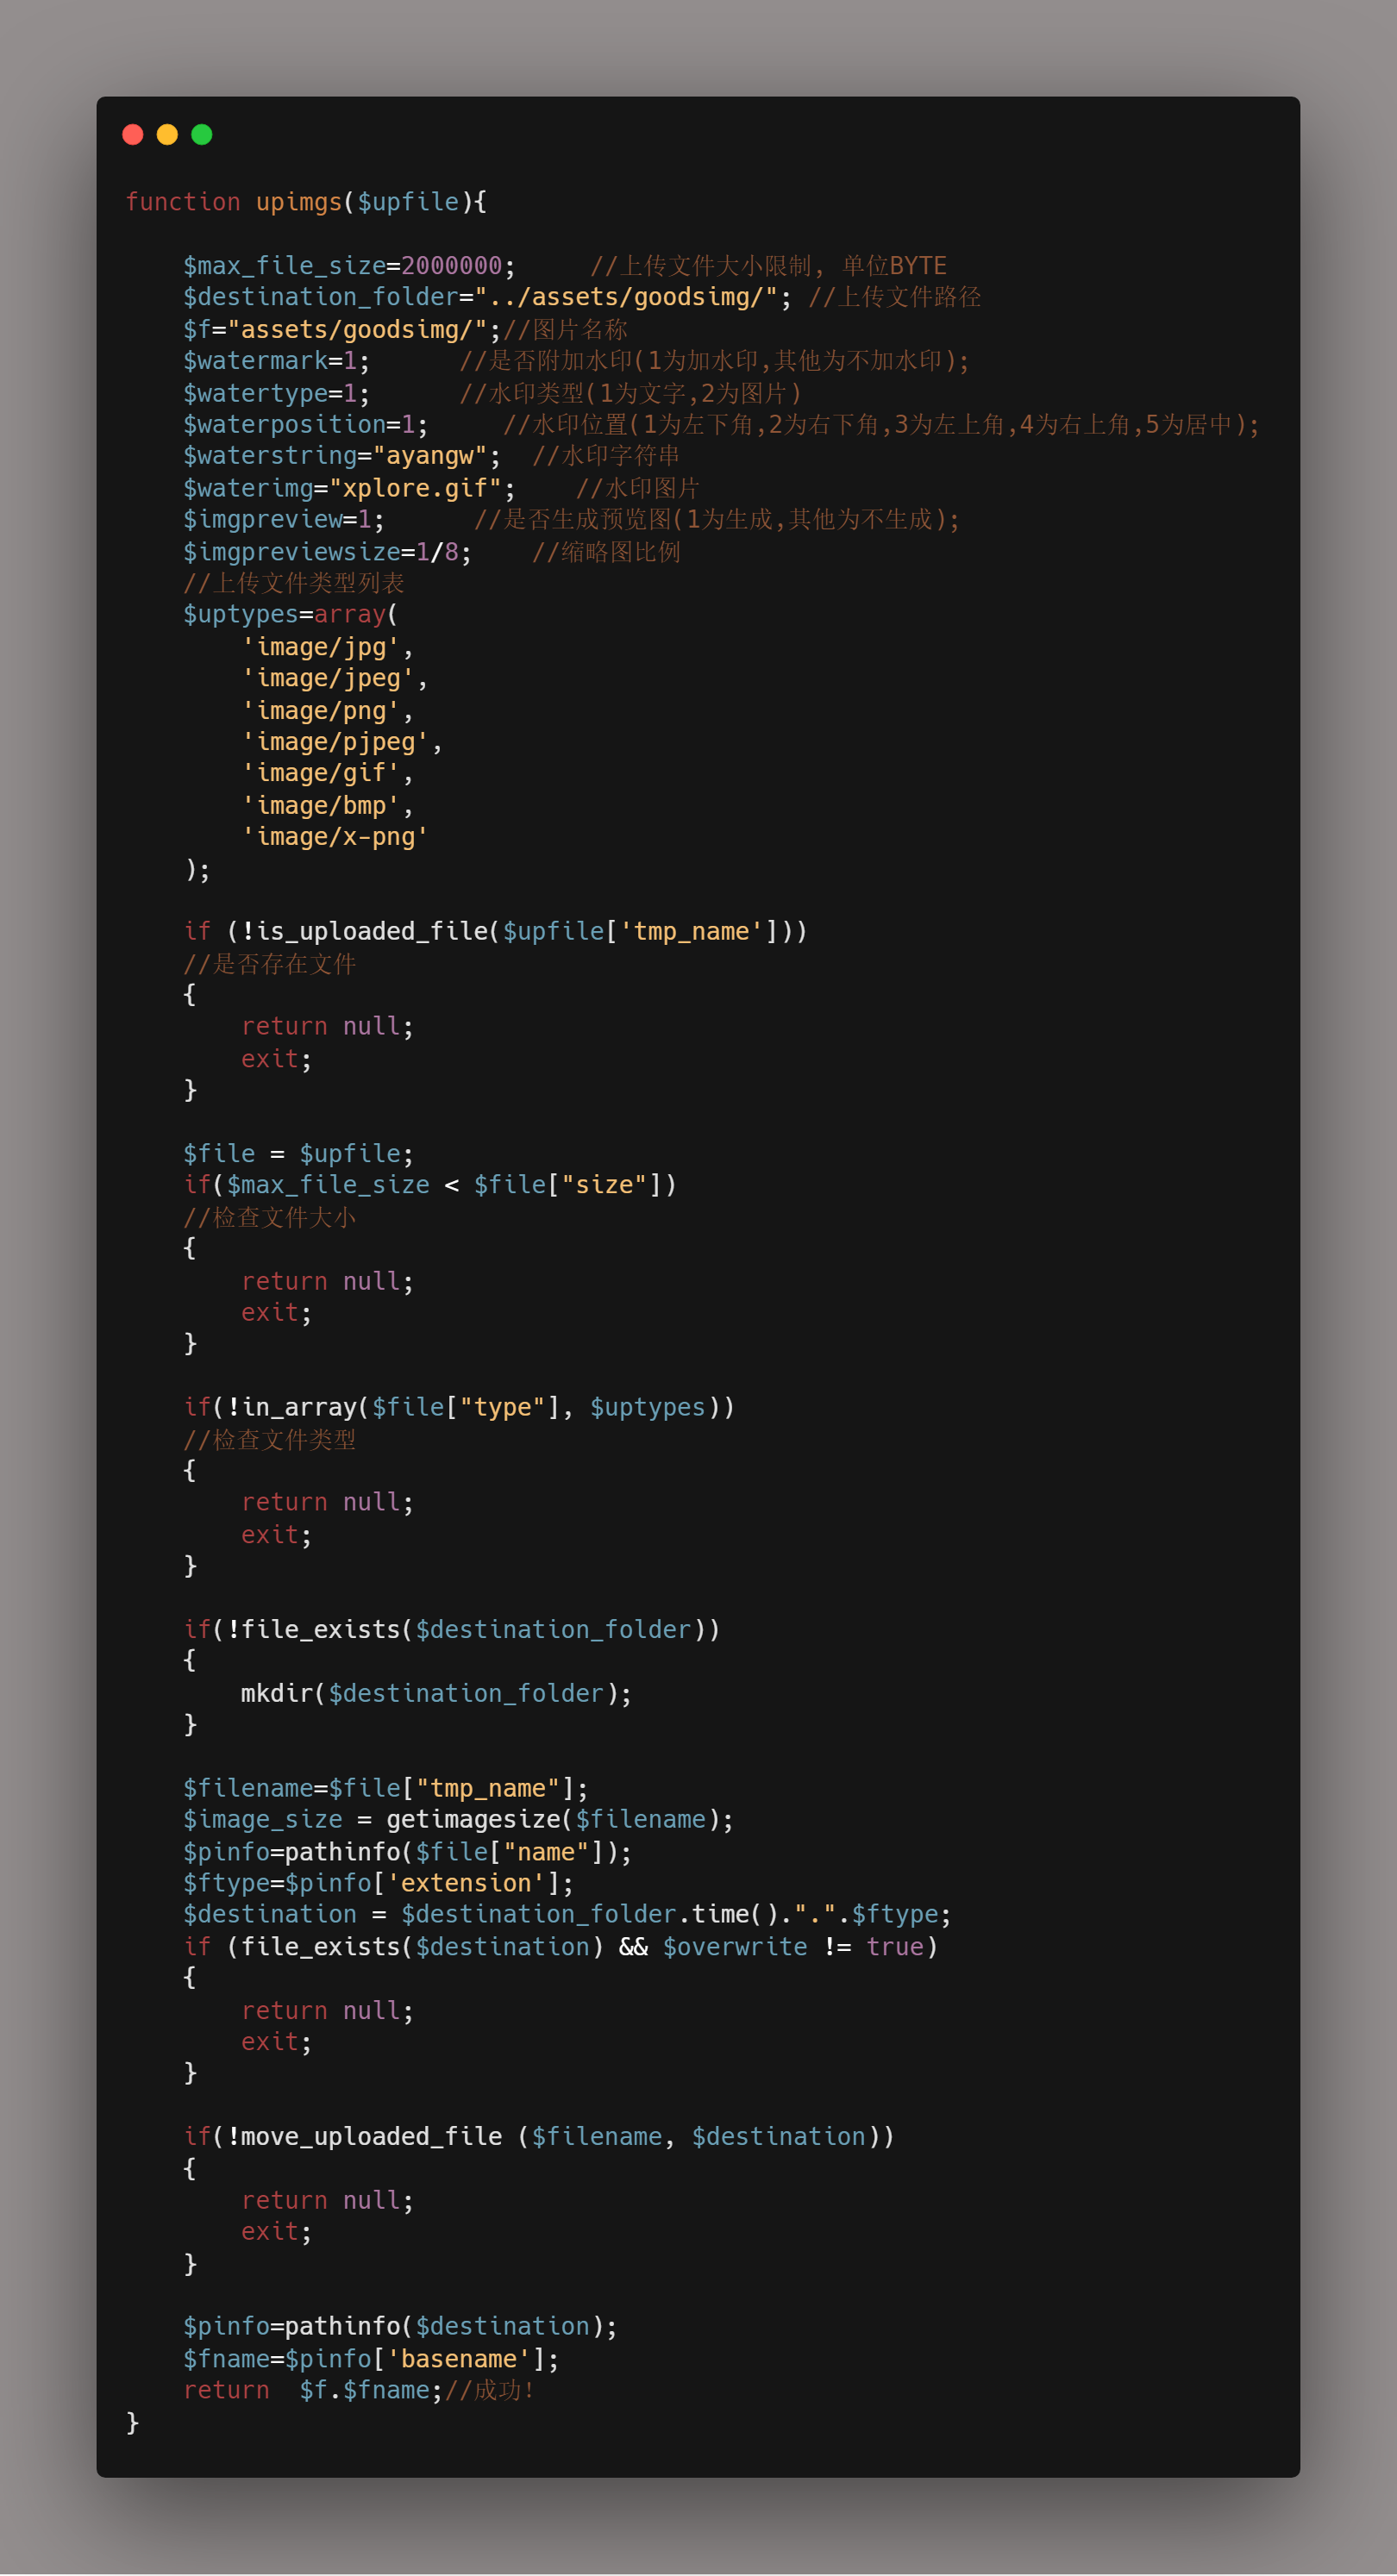 function upimgs($upfile){
$max_file_size=2000000;     //上传文件大小限制, 单位BYTE
$destination_folder="../assets/goodsimg/"; //上传文件路径
$f="assets/goodsimg/";//图片名称
$watermark=1;      //是否附加水印(1为加水印,其他为不加水印);
$watertype=1;      //水印类型(1为文字,2为图片)
$waterposition=1;     //水印位置(1为左下角,2为右下角,3为左上角,4为右上角,5为居中);
$waterstring="ayangw";  //水印字符串
$waterimg="xplore.gif";    //水印图片
$imgpreview=1;      //是否生成预览图(1为生成,其他为不生成);
$imgpreviewsize=1/8;    //缩略图比例
//上传文件类型列表
$uptypes=array(
'image/jpg',
'image/jpeg',
'image/png',
'image/pjpeg',
'image/gif',
'image/bmp',
'image/x-png'
);
if (!is_uploaded_file($upfile['tmp_name']))
//是否存在文件
{
return null;
exit;
}
$file = $upfile;
if($max_file_size < $file["size"])
//检查文件大小
{
return null;
exit;
}
if(!in_array($file["type"], $uptypes))
//检查文件类型
{
return null;
exit;
}
if(!file_exists($destination_folder))
{
mkdir($destination_folder);
}
$filename=$file["tmp_name"];
$image_size = getimagesize($filename);
$pinfo=pathinfo($file["name"]);
$ftype=$pinfo['extension'];
$destination = $destination_folder.time().".".$ftype;
if (file_exists($destination) && $overwrite != true)
{
return null;
exit;
}
if(!move_uploaded_file ($filename, $destination))
{
return null;
exit;
}
$pinfo=pathinfo($destination);
$fname=$pinfo['basename'];
return  $f.$fname;//成功!
}